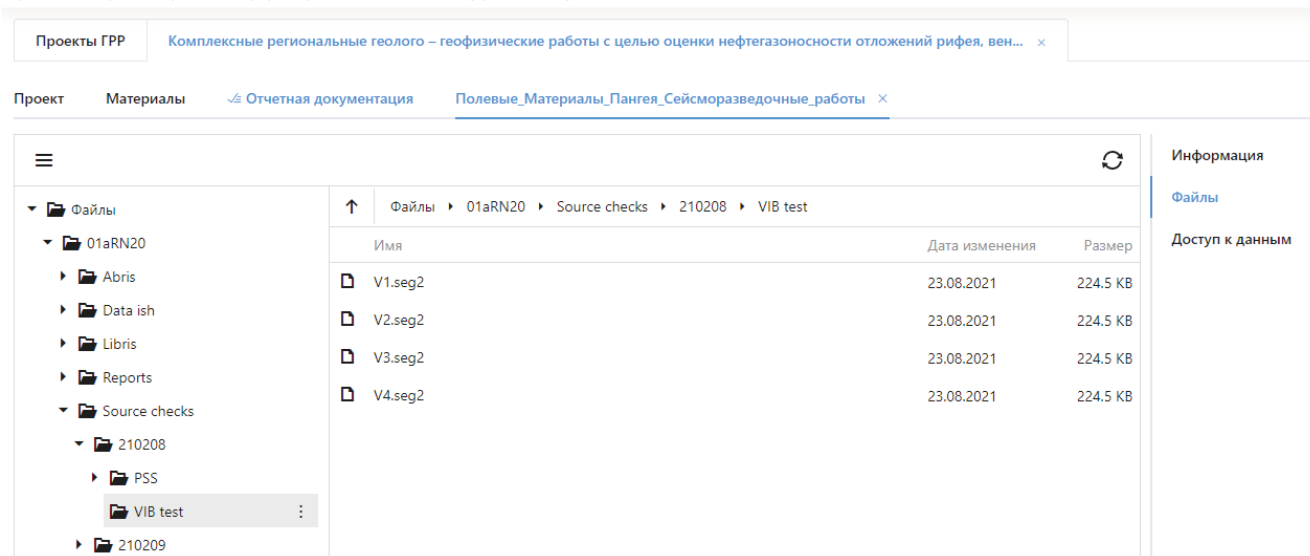 Проекты ГРР Комплексные региональные геолого – геофизические работы с целью оценки нефтегазоносности отложений рифея, вен... ×
Проект Материалы Отчетная документация Полевые_Материалы_Пангея_Сейсморазведочные_работы ×
Файлы
01aRN20
Abris
Data ish
Libris
Reports
Source checks
210208
PSS
VIB test
210209
Файлы 01aRN20 Source checks 210208 VIB test
Имя Дата изменения Размер
V1.seg2 23.08.2021 224.5 KB
V2.seg2 23.08.2021 224.5 KB
V3.seg2 23.08.2021 224.5 KB
V4.seg2 23.08.2021 224.5 KB
Информация
Файлы
Доступ к данным